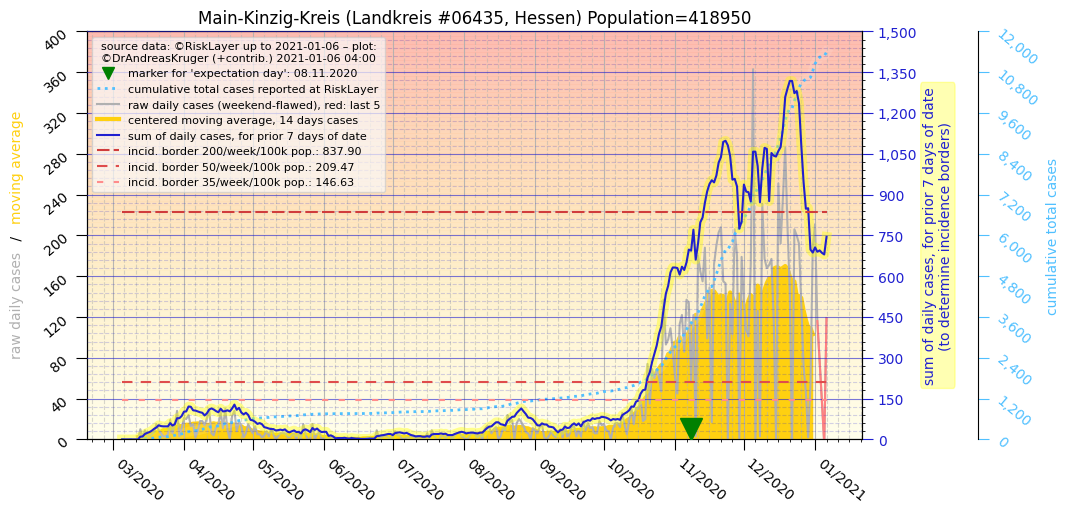 Main-Kinzig-Kreis (Landkreis #06435, Hessen) Population=418950
source data: ©RiskLayer up to 2021-01-06 – plot:
©DrAndreasKruger (+contrib.) 2021-01-06 04:00
marker for 'expectation day': 08.11.2020
cumulative total cases reported at RiskLayer
raw daily cases (weekend-flawed), red: last 5
centered moving average, 14 days cases
sum of daily cases, for prior 7 days of date
incid. border 200/week/100k pop.: 837.90
incid. border 50/week/100k pop.: 209.47
incid. border 35/week/100k pop.: 146.63
raw daily cases / moving average
400
360
320
280
240
200
160
120
80
40
0
03/2020
04/2020
05/2020
06/2020
07/2020
08/2020
09/2020
10/2020
11/2020
12/2020
01/2021
1,500
1,350
1,200
1,050
900
750
600
450
300
150
0
sum of daily cases, for prior 7 days of date
(to determine incidence borders)
12,000
10,800
9,600
8,400
7,200
6,000
4,800
3,600
2,400
1,200
0
cumulative total cases